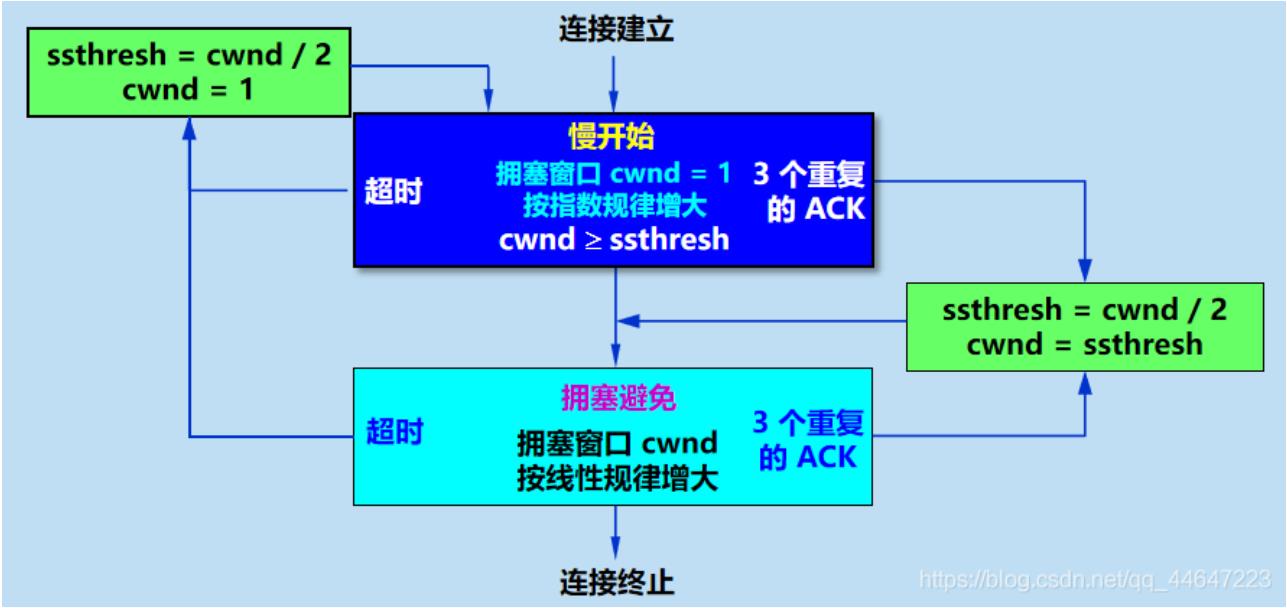 连接建立
ssthresh = cwnd / 2
cwnd = 1
慢开始
超时
拥塞窗口 cwnd = 1
按指数规律增大
cwnd ≥ ssthresh
3 个重复
的 ACK
ssthresh = cwnd / 2
cwnd = ssthresh
拥塞避免
超时
拥塞窗口 cwnd
按线性规律增大
3 个重复
的 ACK
连接终止
https://blog.csdn.net/qq_44647223